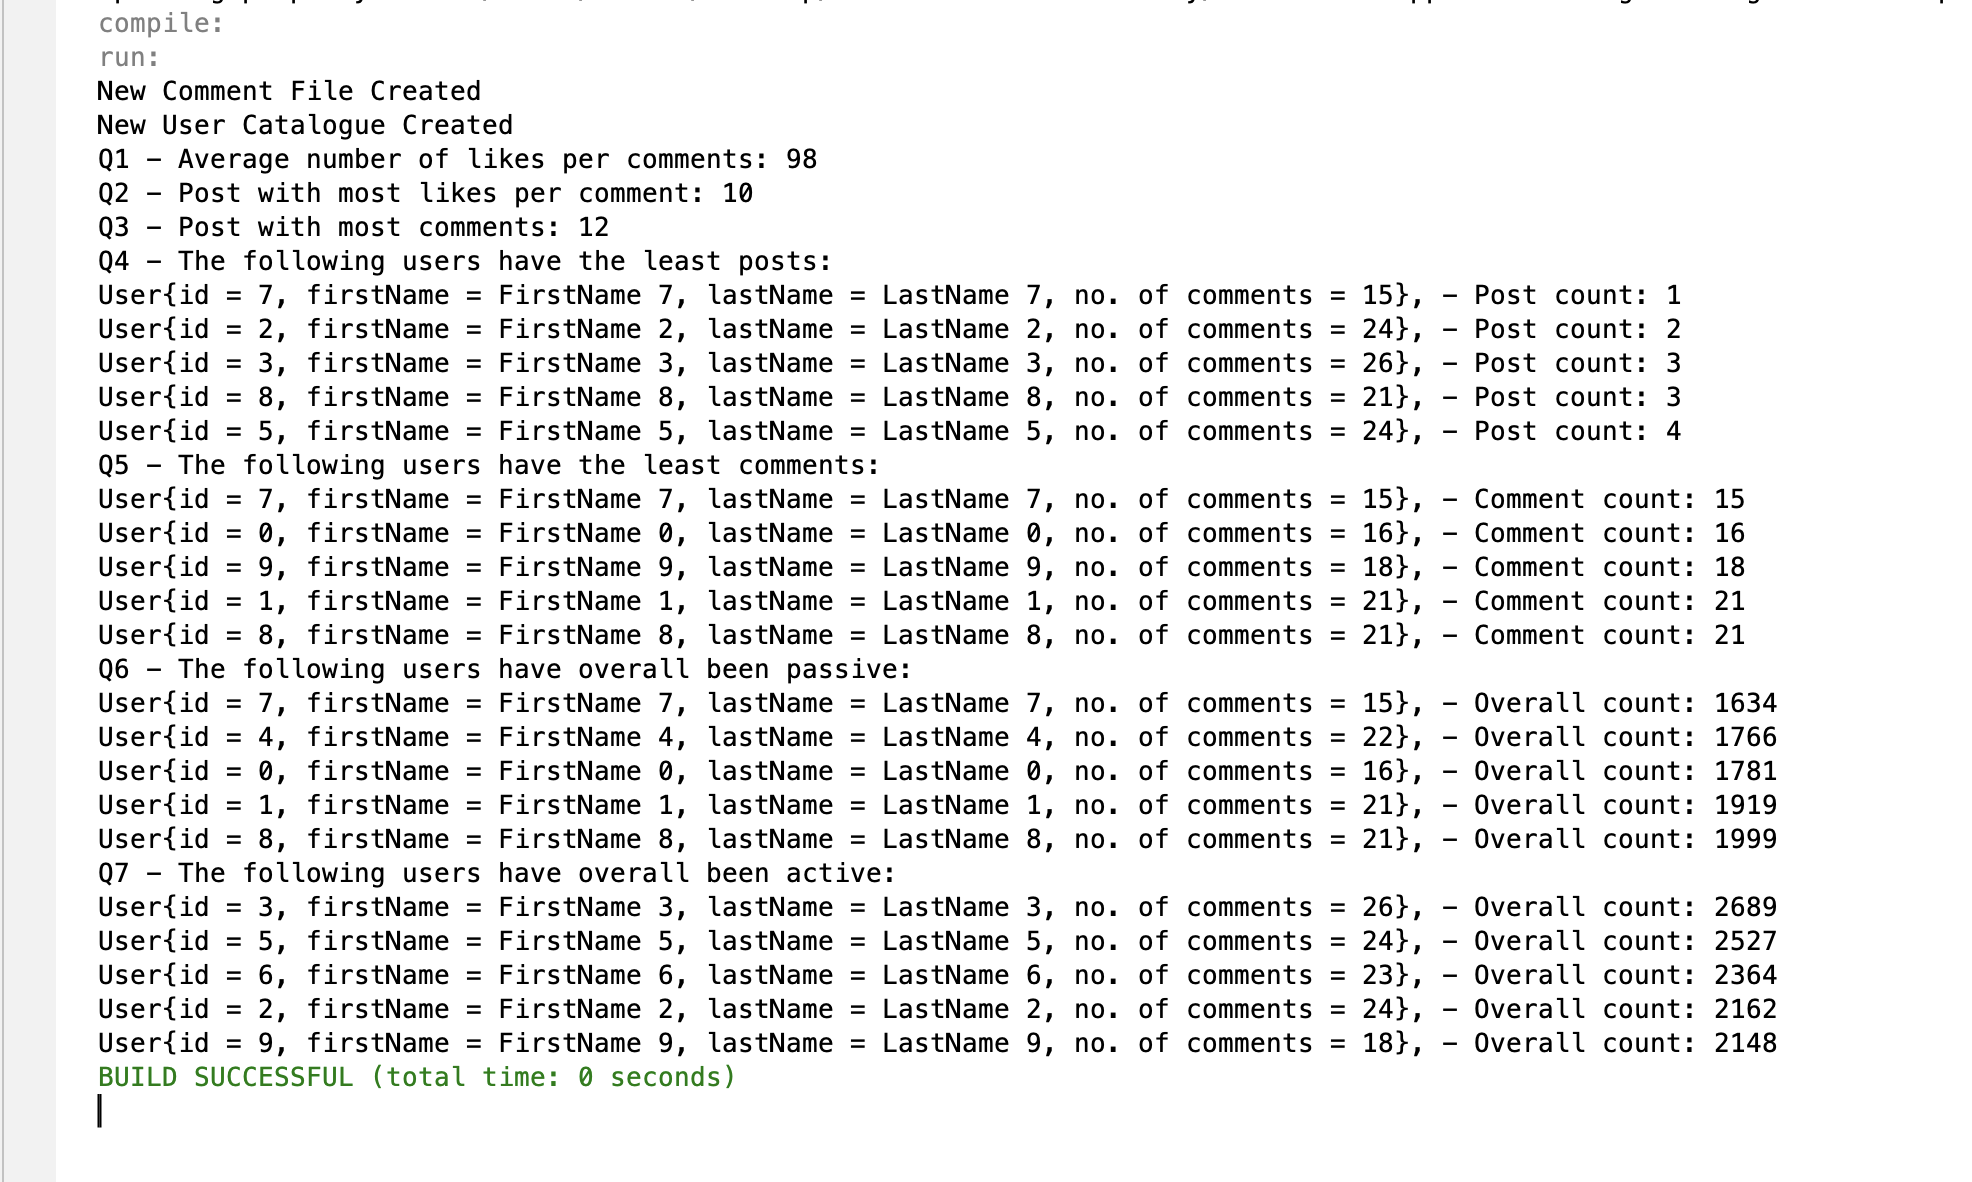 compile:
run:
New Comment File Created
New User Catalogue Created
Q1 – Average number of likes per comments: 98
Q2 – Post with most likes per comment: 10
Q3 – Post with most comments: 12
Q4 – The following users have the least posts:
User{id = 7, firstName = FirstName 7, lastName = LastName 7, no. of comments = 15}, – Post count: 1
User{id = 2, firstName = FirstName 2, lastName = LastName 2, no. of comments = 24}, – Post count: 2
User{id = 3, firstName = FirstName 3, lastName = LastName 3, no. of comments = 26}, – Post count: 3
User{id = 8, firstName = FirstName 8, lastName = LastName 8, no. of comments = 21}, – Post count: 3
User{id = 5, firstName = FirstName 5, lastName = LastName 5, no. of comments = 24}, – Post count: 4
Q5 – The following users have the least comments:
User{id = 7, firstName = FirstName 7, lastName = LastName 7, no. of comments = 15}, – Comment count: 15
User{id = 0, firstName = FirstName 0, lastName = LastName 0, no. of comments = 16}, – Comment count: 16
User{id = 9, firstName = FirstName 9, lastName = LastName 9, no. of comments = 18}, – Comment count: 18
User{id = 1, firstName = FirstName 1, lastName = LastName 1, no. of comments = 21}, – Comment count: 21
User{id = 8, firstName = FirstName 8, lastName = LastName 8, no. of comments = 21}, – Comment count: 21
Q6 – The following users have overall been passive:
User{id = 7, firstName = FirstName 7, lastName = LastName 7, no. of comments = 15}, – Overall count: 1634
User{id = 4, firstName = FirstName 4, lastName = LastName 4, no. of comments = 22}, – Overall count: 1766
User{id = 0, firstName = FirstName 0, lastName = LastName 0, no. of comments = 16}, – Overall count: 1781
User{id = 1, firstName = FirstName 1, lastName = LastName 1, no. of comments = 21}, – Overall count: 1919
User{id = 8, firstName = FirstName 8, lastName = LastName 8, no. of comments = 21}, – Overall count: 1999
Q7 – The following users have overall been active:
User{id = 3, firstName = FirstName 3, lastName = LastName 3, no. of comments = 26}, – Overall count: 2689
User{id = 5, firstName = FirstName 5, lastName = LastName 5, no. of comments = 24}, – Overall count: 2527
User{id = 6, firstName = FirstName 6, lastName = LastName 6, no. of comments = 23}, – Overall count: 2364
User{id = 2, firstName = FirstName 2, lastName = LastName 2, no. of comments = 24}, – Overall count: 2162
User{id = 9, firstName = FirstName 9, lastName = LastName 9, no. of comments = 18}, – Overall count: 2148
BUILD SUCCESSFUL (total time: 0 seconds)